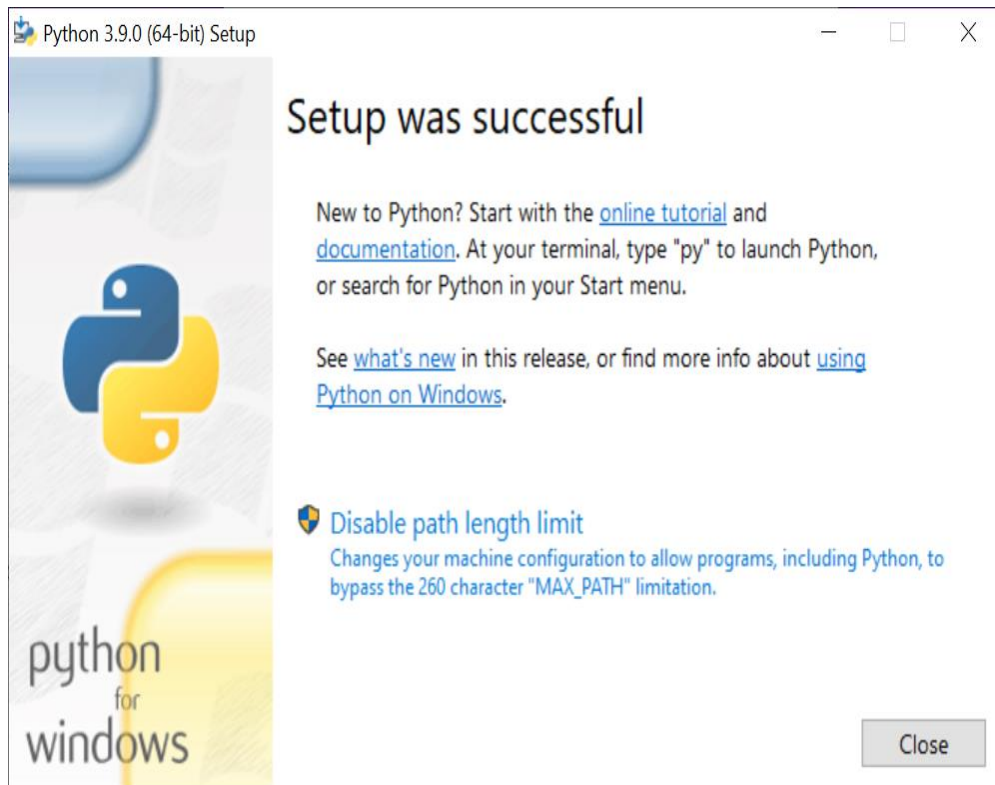 Python 3.9.0 (64-bit) Setup
Setup was successful
New to Python? Start with the online tutorial and
documentation. At your terminal, type "py" to launch Python,
or search for Python in your Start menu.
See what's new in this release, or find more info about using
Python on Windows.
Disable path length limit
Changes your machine configuration to allow programs, including Python, to
bypass the 260 character "MAX_PATH" limitation.
python
for
windows
Close